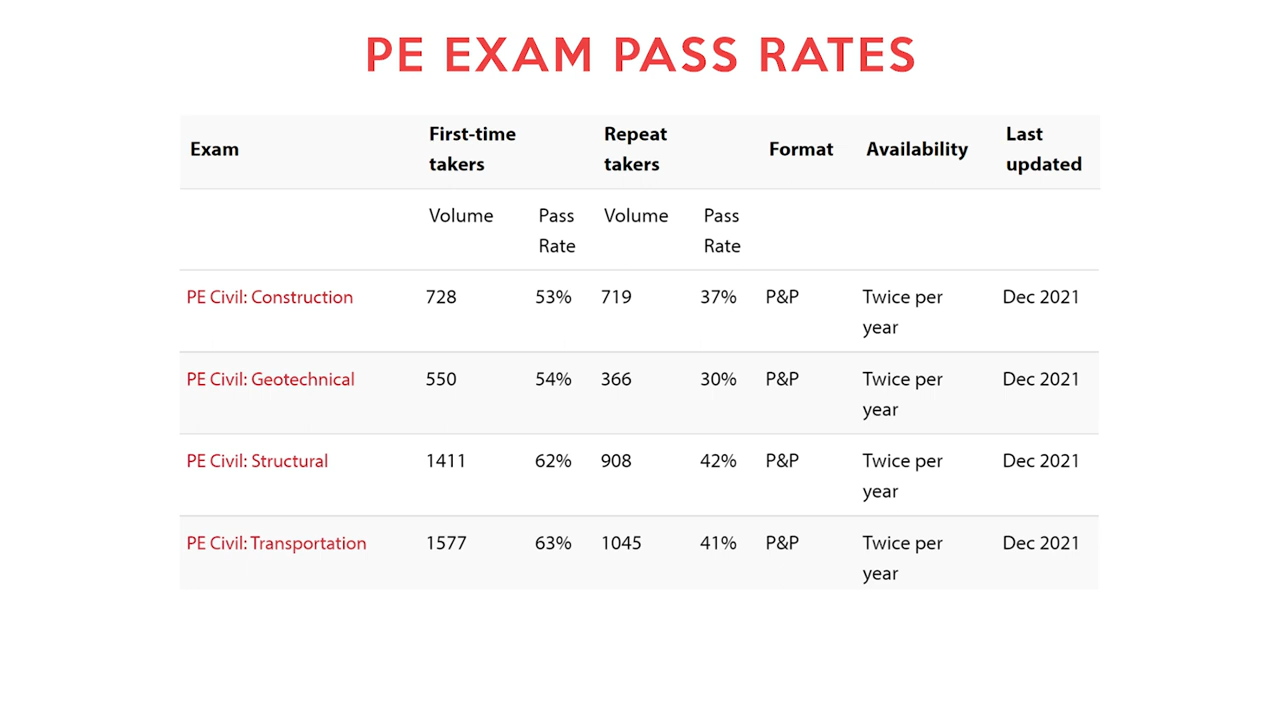 PE EXAM PASS RATES
Exam First-time takers Repeat takers Format Availability Last updated
Volume Pass Rate Volume Pass Rate
PE Civil: Construction 728 53% 719 37% P&P Twice per year Dec 2021
PE Civil: Geotechnical 550 54% 366 30% P&P Twice per year Dec 2021
PE Civil: Structural 1411 62% 908 42% P&P Twice per year Dec 2021
PE Civil: Transportation 1577 63% 1045 41% P&P Twice per year Dec 2021